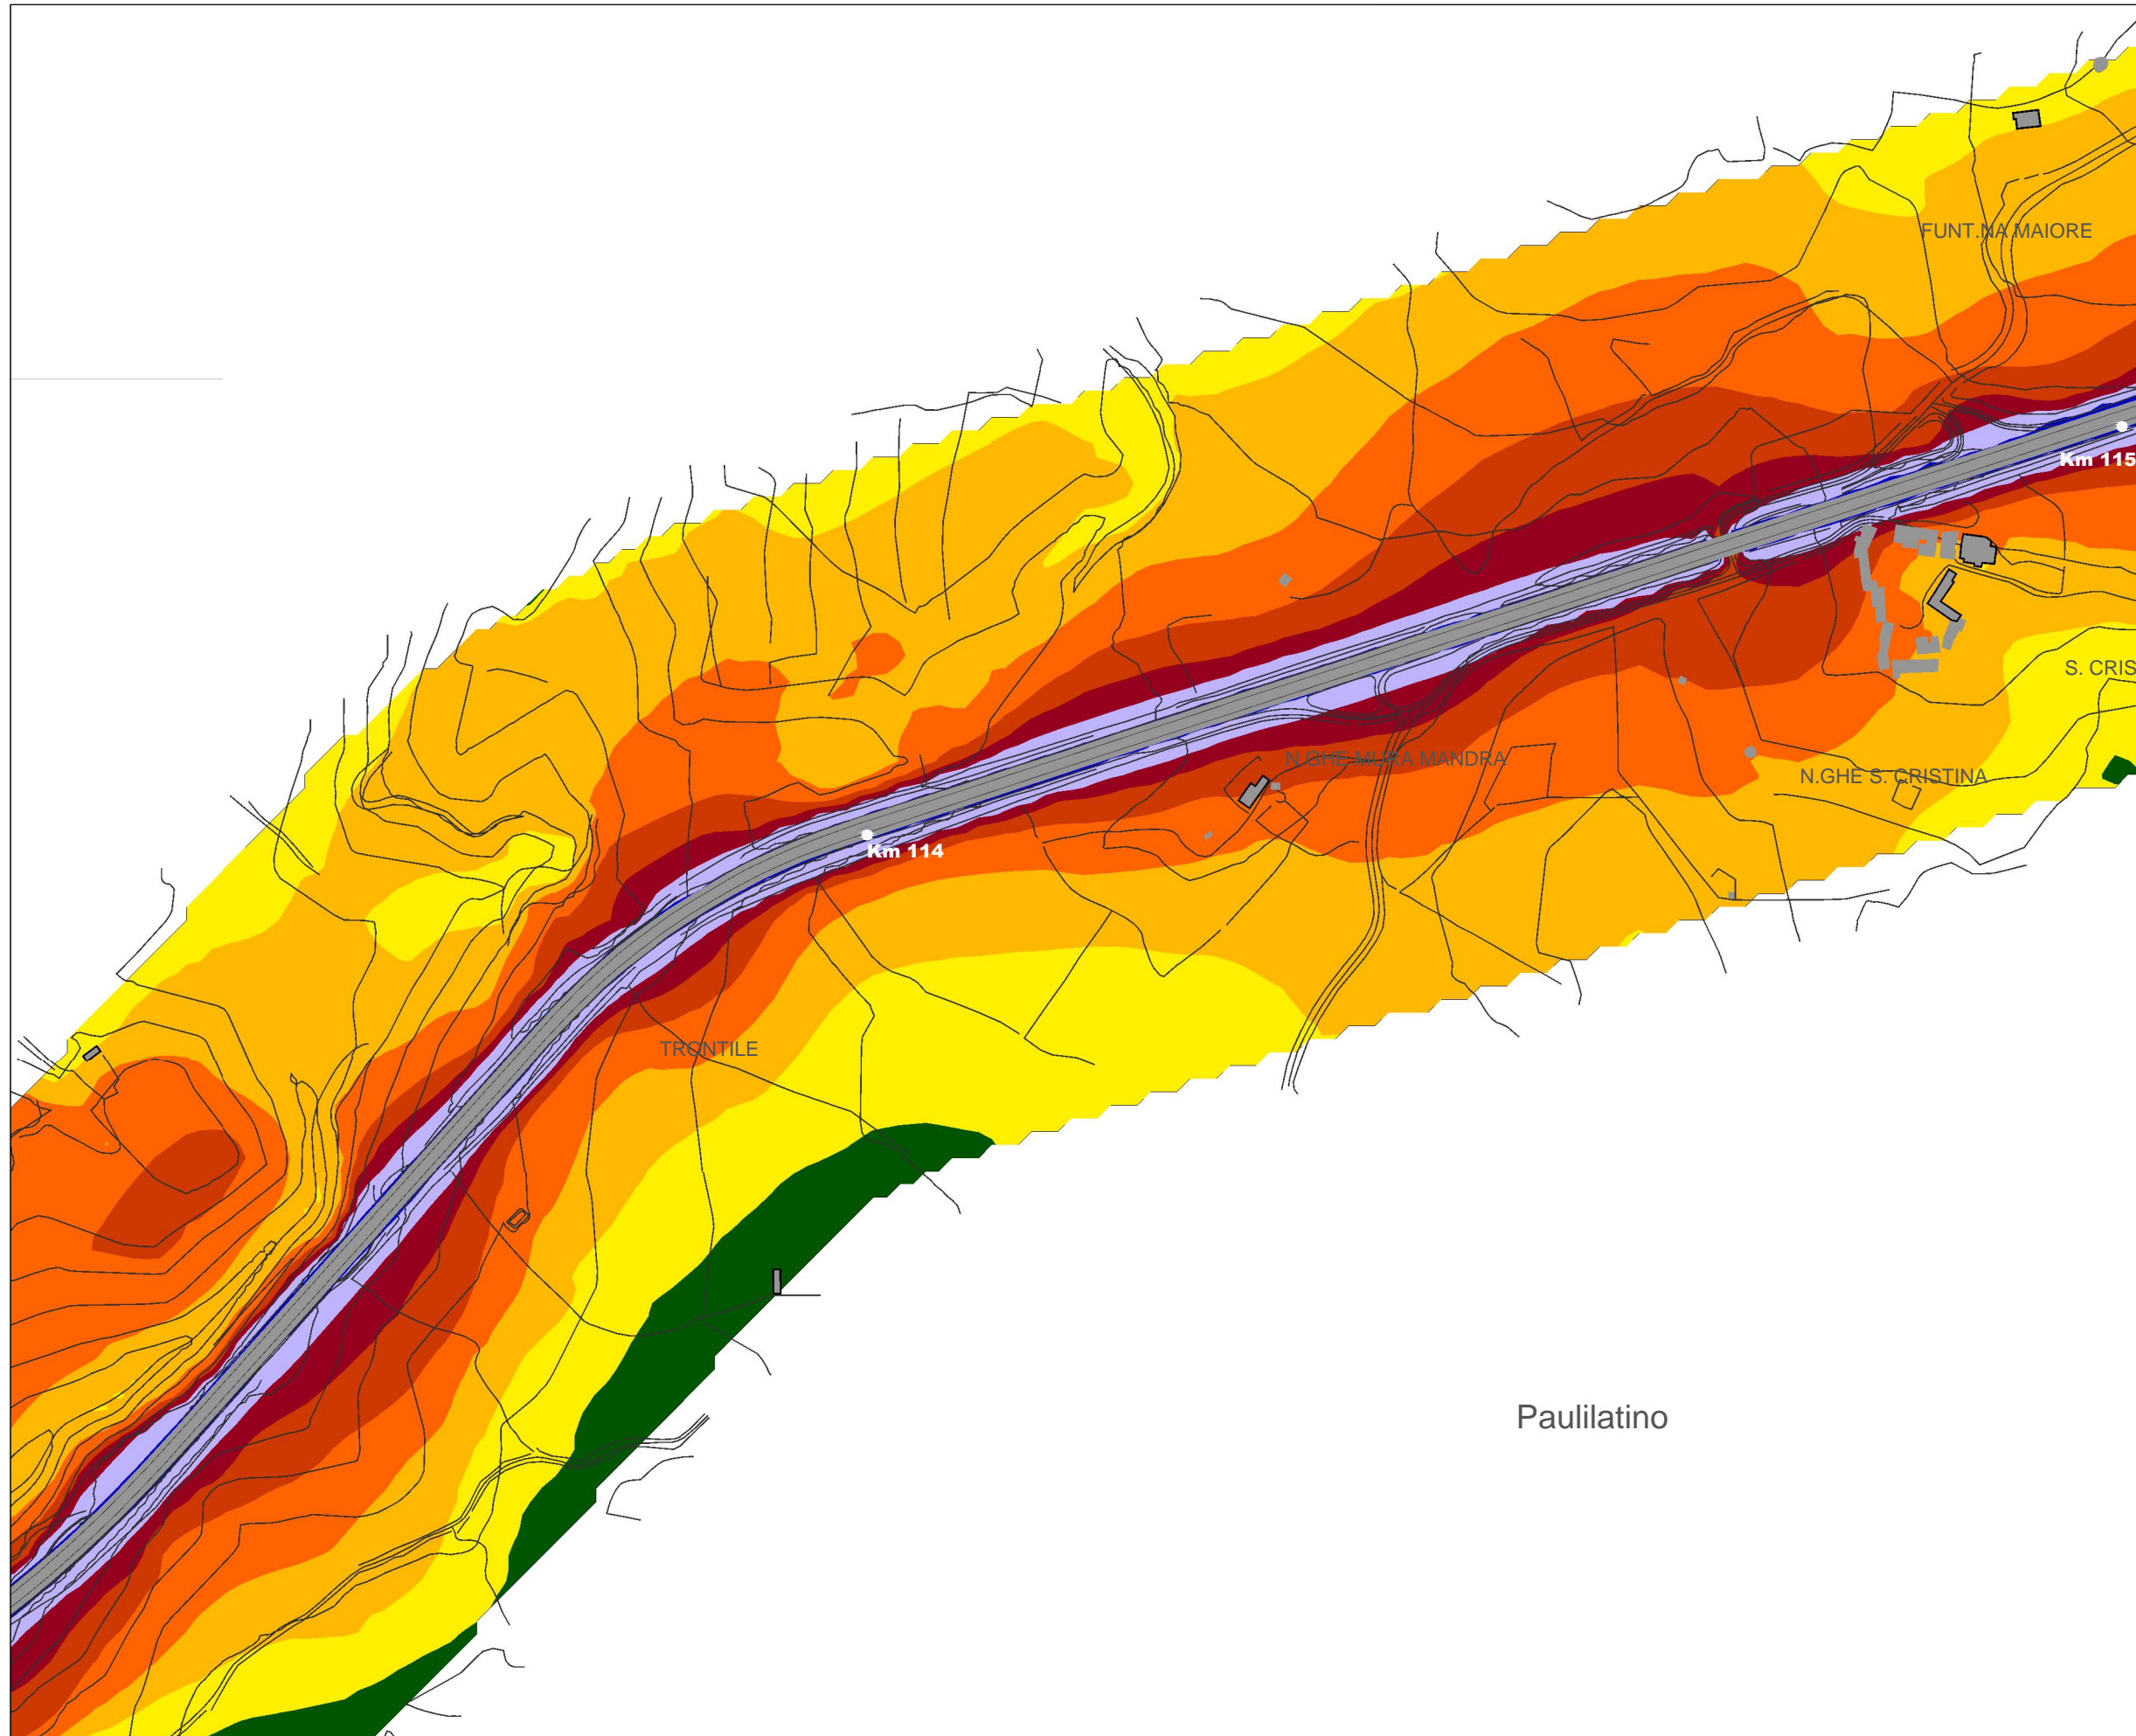 FUNT.NA MAIORE
Km 115
S. CRIS
N.GHE MURA MANDRA
N.GHE S. CRISTINA
Km 114
TRONTILE
Paulilatino